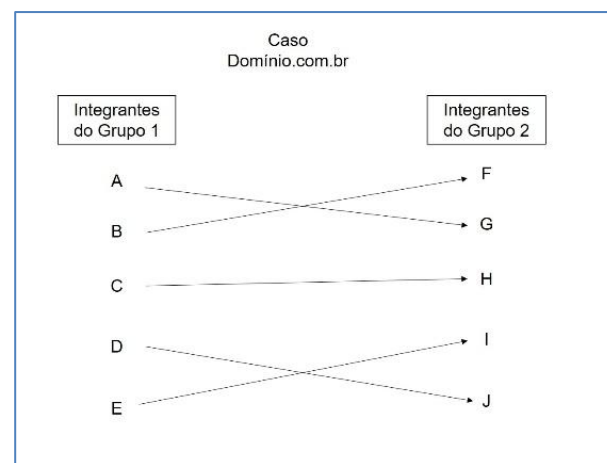 Caso
Domínio.com.br
Integrantes
do Grupo 1
Integrantes
do Grupo 2
A
F
B
G
C
H
D
I
E
J